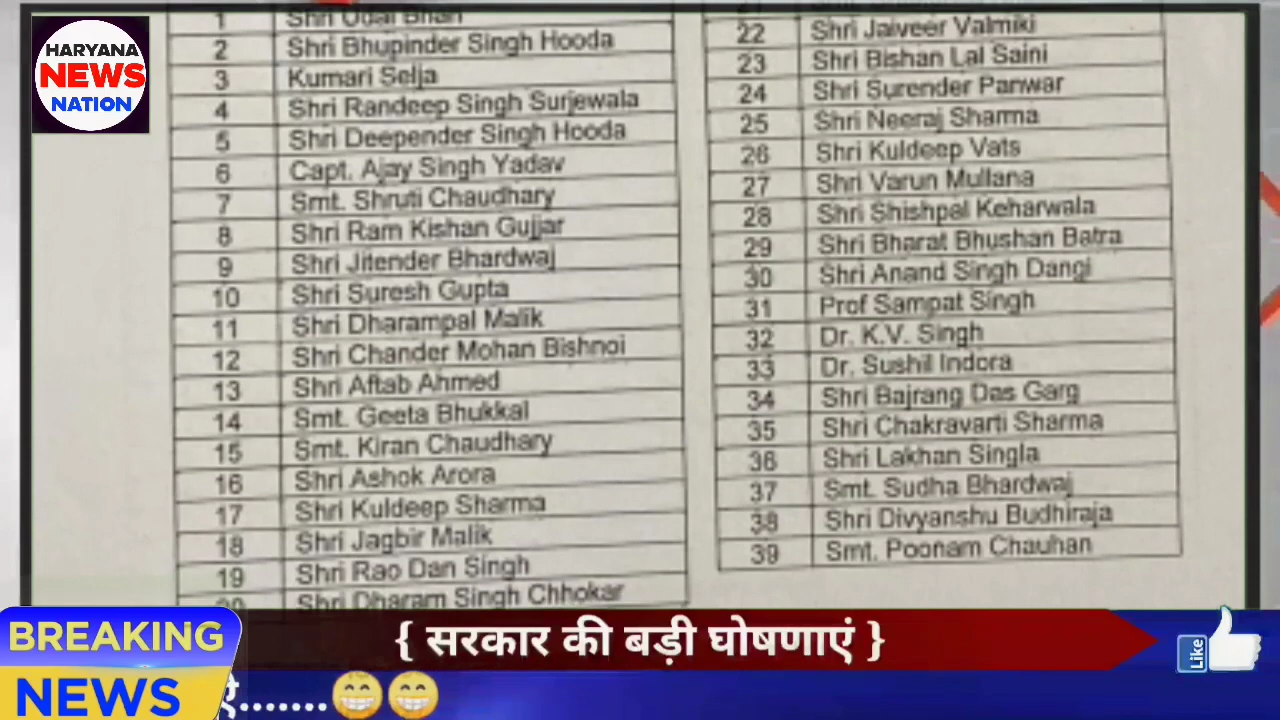 HARYANA
NEWS
NATION
1 Shri Udai Bhan
2 Shri Bhupinder Singh Hooda
3 Kumari Selja
4 Shri Randeep Singh Surjewala
5 Shri Deepender Singh Hooda
6 Capt. Ajay Singh Yadav
7 Smt. Shruti Chaudhary
8 Shri Ram Kishan Gujjar
9 Shri Jitender Bhardwaj
10 Shri Suresh Gupta
11 Shri Dharampal Malik
12 Shri Chander Mohan Bishnoi
13 Shri Aftab Ahmed
14 Smt. Geeta Bhukkal
15 Smt. Kiran Chaudhary
16 Shri Ashok Arora
17 Shri Kuldeep Sharma
18 Shri Jagbir Malik
19 Shri Rao Dan Singh
20 Shri Dharam Singh Chhokar
21
22 Shri Jaiveer Valmiki
23 Shri Bishan Lal Saini
24 Shri Surender Panwar
25 Shri Neeraj Sharma
26 Shri Kuldeep Vats
27 Shri Varun Mullana
28 Shri Shishpal Keharwala
29 Shri Bharat Bhushan Batra
30 Shri Anand Singh Dangi
31 Prof Sampat Singh
32 Dr. K.V. Singh
33 Dr. Sushil Indora
34 Shri Bajrang Das Garg
35 Shri Chakravarti Sharma
36 Shri Lakhan Singla
37 Smt. Sudha Bhardwaj
38 Shri Divyanshu Budhiraja
39 Smt. Poonam Chauhan
BREAKING
NEWS
{ सरकार की बड़ी घोषणाएं }
Like
.......😁😁